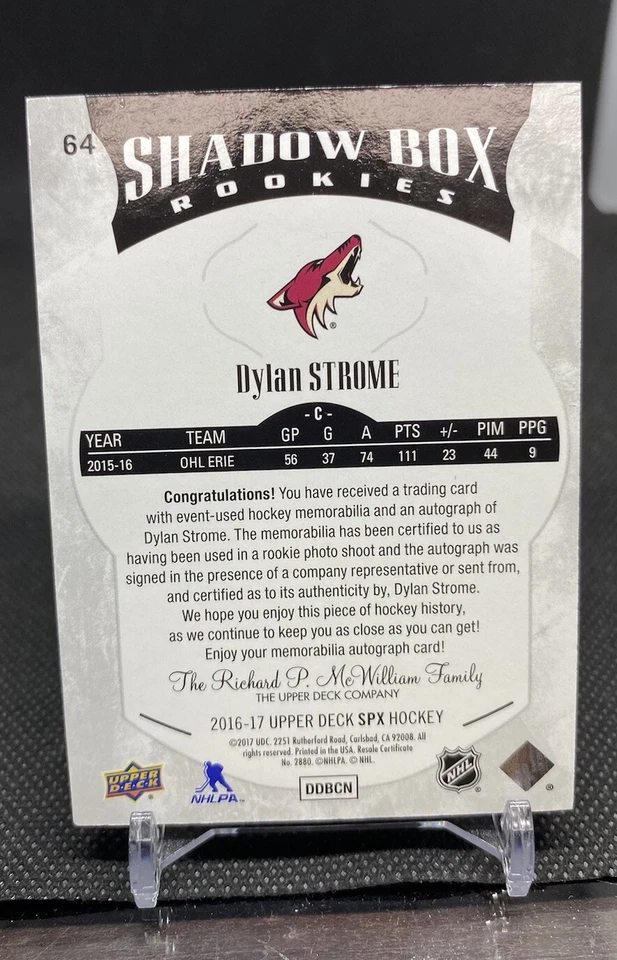 64
SHADOW BOX
ROOKIES
®
Dylan STROME
- C -
YEAR TEAM GP G A PTS +/- PIM PPG
2015-16 OHL ERIE 56 37 74 111 23 44 9
Congratulations! You have received a trading card
with event-used hockey memorabilia and an autograph of
Dylan Strome. The memorabilia has been certified to us as
having been used in a rookie photo shoot and the autograph was
signed in the presence of a company representative or sent from,
and certified as to its authenticity by, Dylan Strome.
We hope you enjoy this piece of hockey history,
as we continue to keep you as close as you can get!
Enjoy your memorabilia autograph card!
The Richard P. McWilliam Family
THE UPPER DECK COMPANY
2016-17 UPPER DECK SPX HOCKEY
©2017 UDC. 2251 Rutherford Road, Carlsbad, CA 92008. All
rights reserved. Printed in the USA. Resale Certificate
No. 2880. ©NHLPA. © NHL.
UPPER
D·E·C·K ®
NHLPA™
DDBCN
NHL ®
®